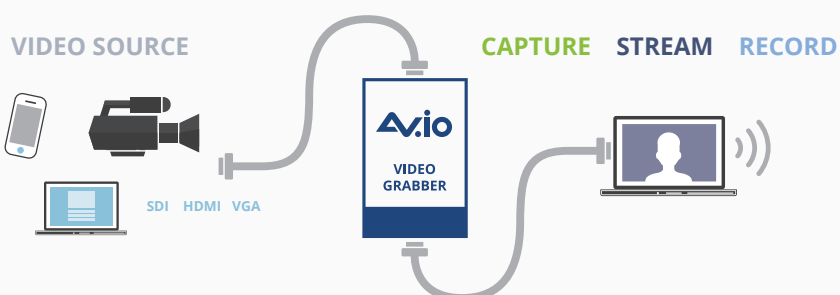 VIDEO SOURCE
CAPTURE STREAM RECORD
AV.io
VIDEO
GRABBER
SDI HDMI VGA